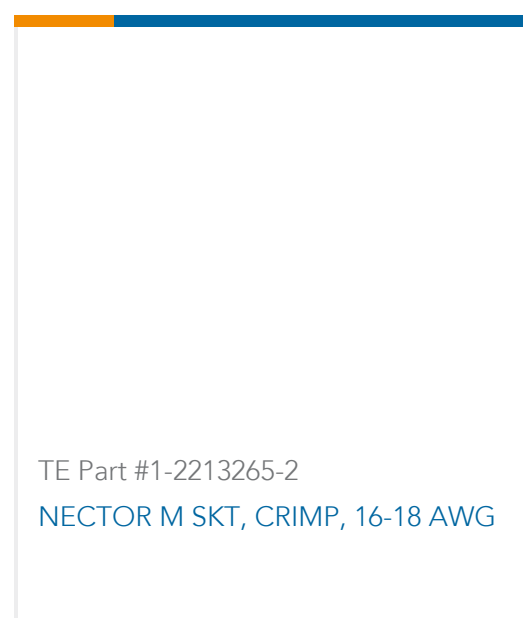 TE Part #1-2213265-2
NECTOR M SKT, CRIMP, 16-18 AWG